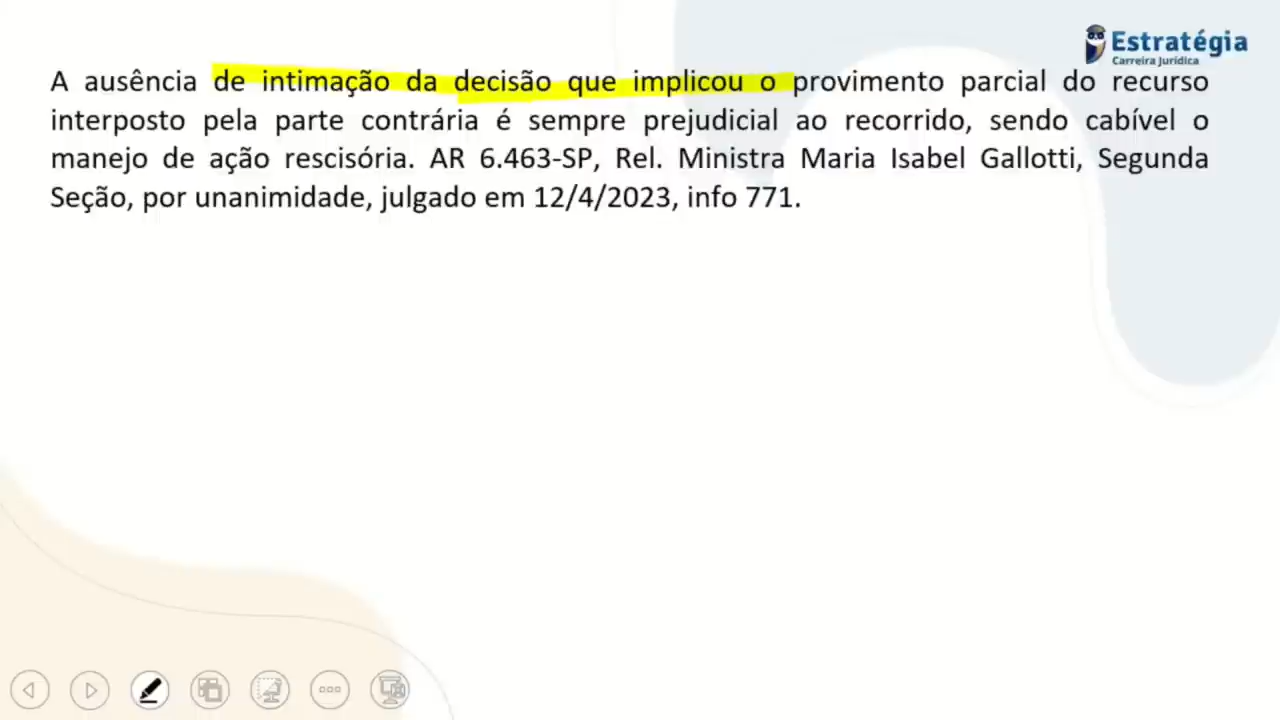 Estratégia
Carreira Jurídica
A ausência de intimação da decisão que implicou o provimento parcial do recurso
interposto pela parte contrária é sempre prejudicial ao recorrido, sendo cabível o
manejo de ação rescisória. AR 6.463-SP, Rel. Ministra Maria Isabel Gallotti, Segunda
Seção, por unanimidade, julgado em 12/4/2023, info 771.